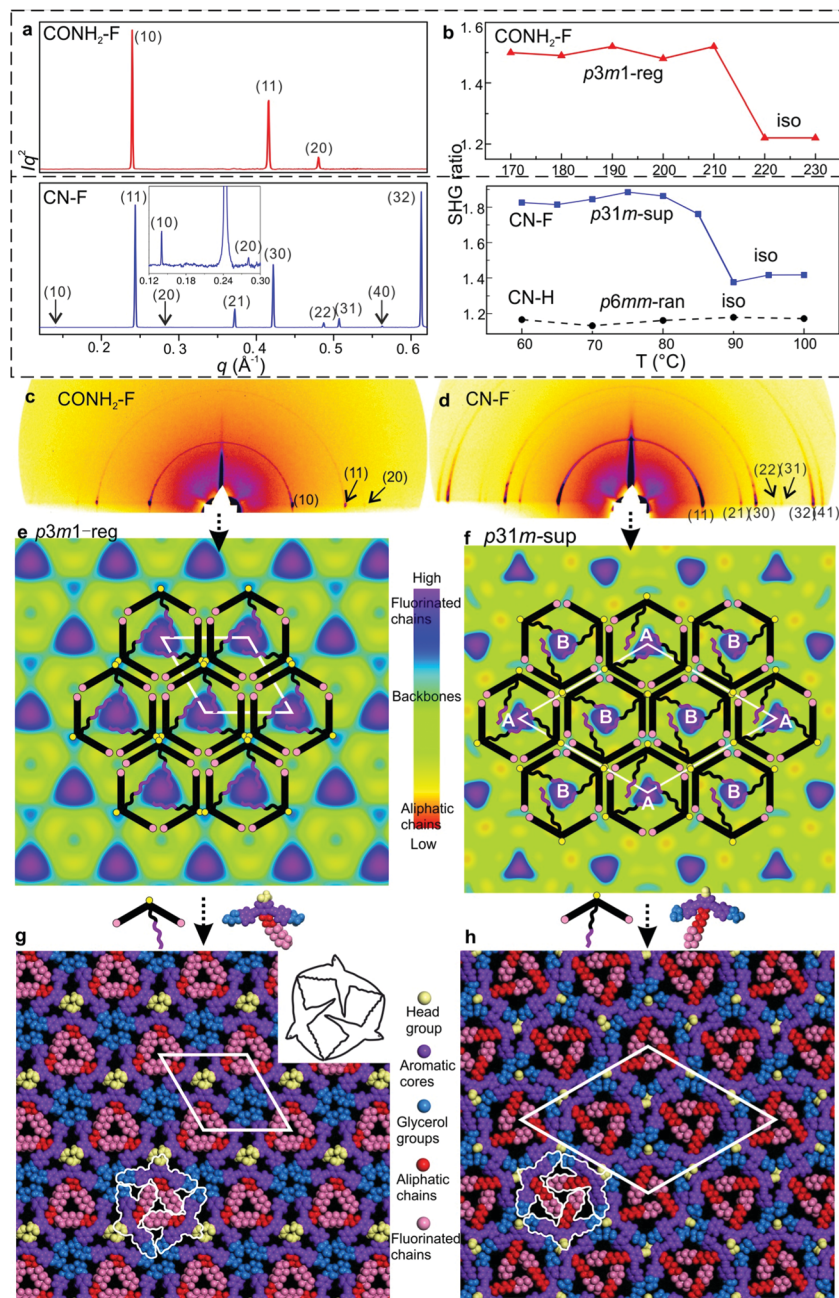 a
CONH₂-F
(10)
(11)
(20)
Iq²
CN-F
(11)
(10)
(20)
0.12 0.18 0.24 0.30
(32)
(30)
(10)
(20)
(21)
(22)
(31)
(40)
0.2 0.3 0.4 0.5 0.6
q (Å⁻¹)
b
CONH₂-F
1.6
1.4
1.2
p3m1-reg
iso
170 180 190 200 210 220 230
SHG ratio
1.8
1.6
1.4
1.2
CN-F
p31m-sup
iso
CN-H
p6mm-ran
iso
60 70 80 90 100
T (°C)
c
CONH₂-F
(11)
(20)
(10)
d
CN-F
(22)(31)
(11)
(21)(30)
(32)(41)
e p3m1-reg
High
Fluorinated
chains
Backbones
Aliphatic
chains
Low
f p31m-sup
B A B
A B B A
B A B
g
Head
group
Aromatic
cores
Glycerol
groups
Aliphatic
chains
Fluorinated
chains
h